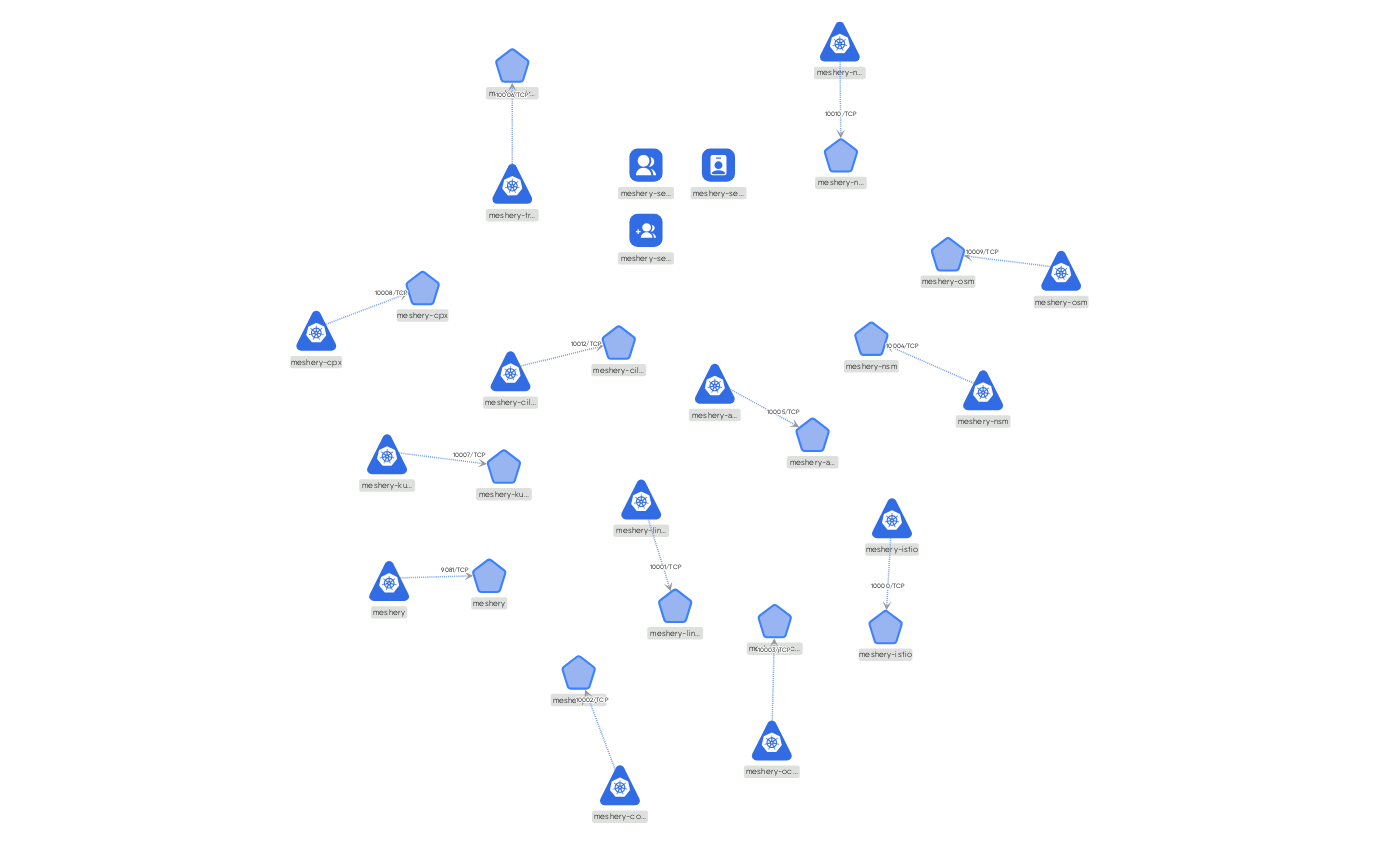 meshery-n...
10006/TCP
10010/TCP
meshery-n...
meshery-se...
meshery-se...
meshery-tr...
meshery-se...
10009/TCP
meshery-osm
meshery-osm
10008/TCP
meshery-cpx
meshery-cpx
10012/TCP
meshery-cil...
meshery-cil...
10004/TCP
meshery-nsm
meshery-nsm
meshery-a...
10005/TCP
meshery-a...
10007/TCP
meshery-ku...
meshery-ku...
meshery-lin...
10001/TCP
meshery-lin...
meshery-istio
10000/TCP
meshery-istio
9081/TCP
meshery
meshery
10003/TCP
10002/TCP
meshery-oc...
meshery-co...